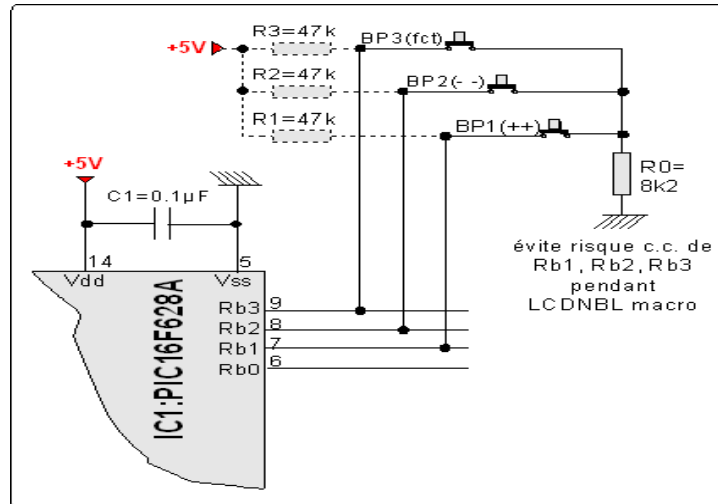 R3=47k
BP3(fct)
+5V
R2=47k
BP2(- -)
R1=47k
BP1(++)
+5V
R0=
8k2
C1=0.1µF
évite risque c.c. de
Rb1, Rb2, Rb3
pendant
LCDNBL macro
14
5
Vdd
Vss
Rb3
9
Rb2
8
Rb1
7
Rb0
6
IC1:PIC16F628A